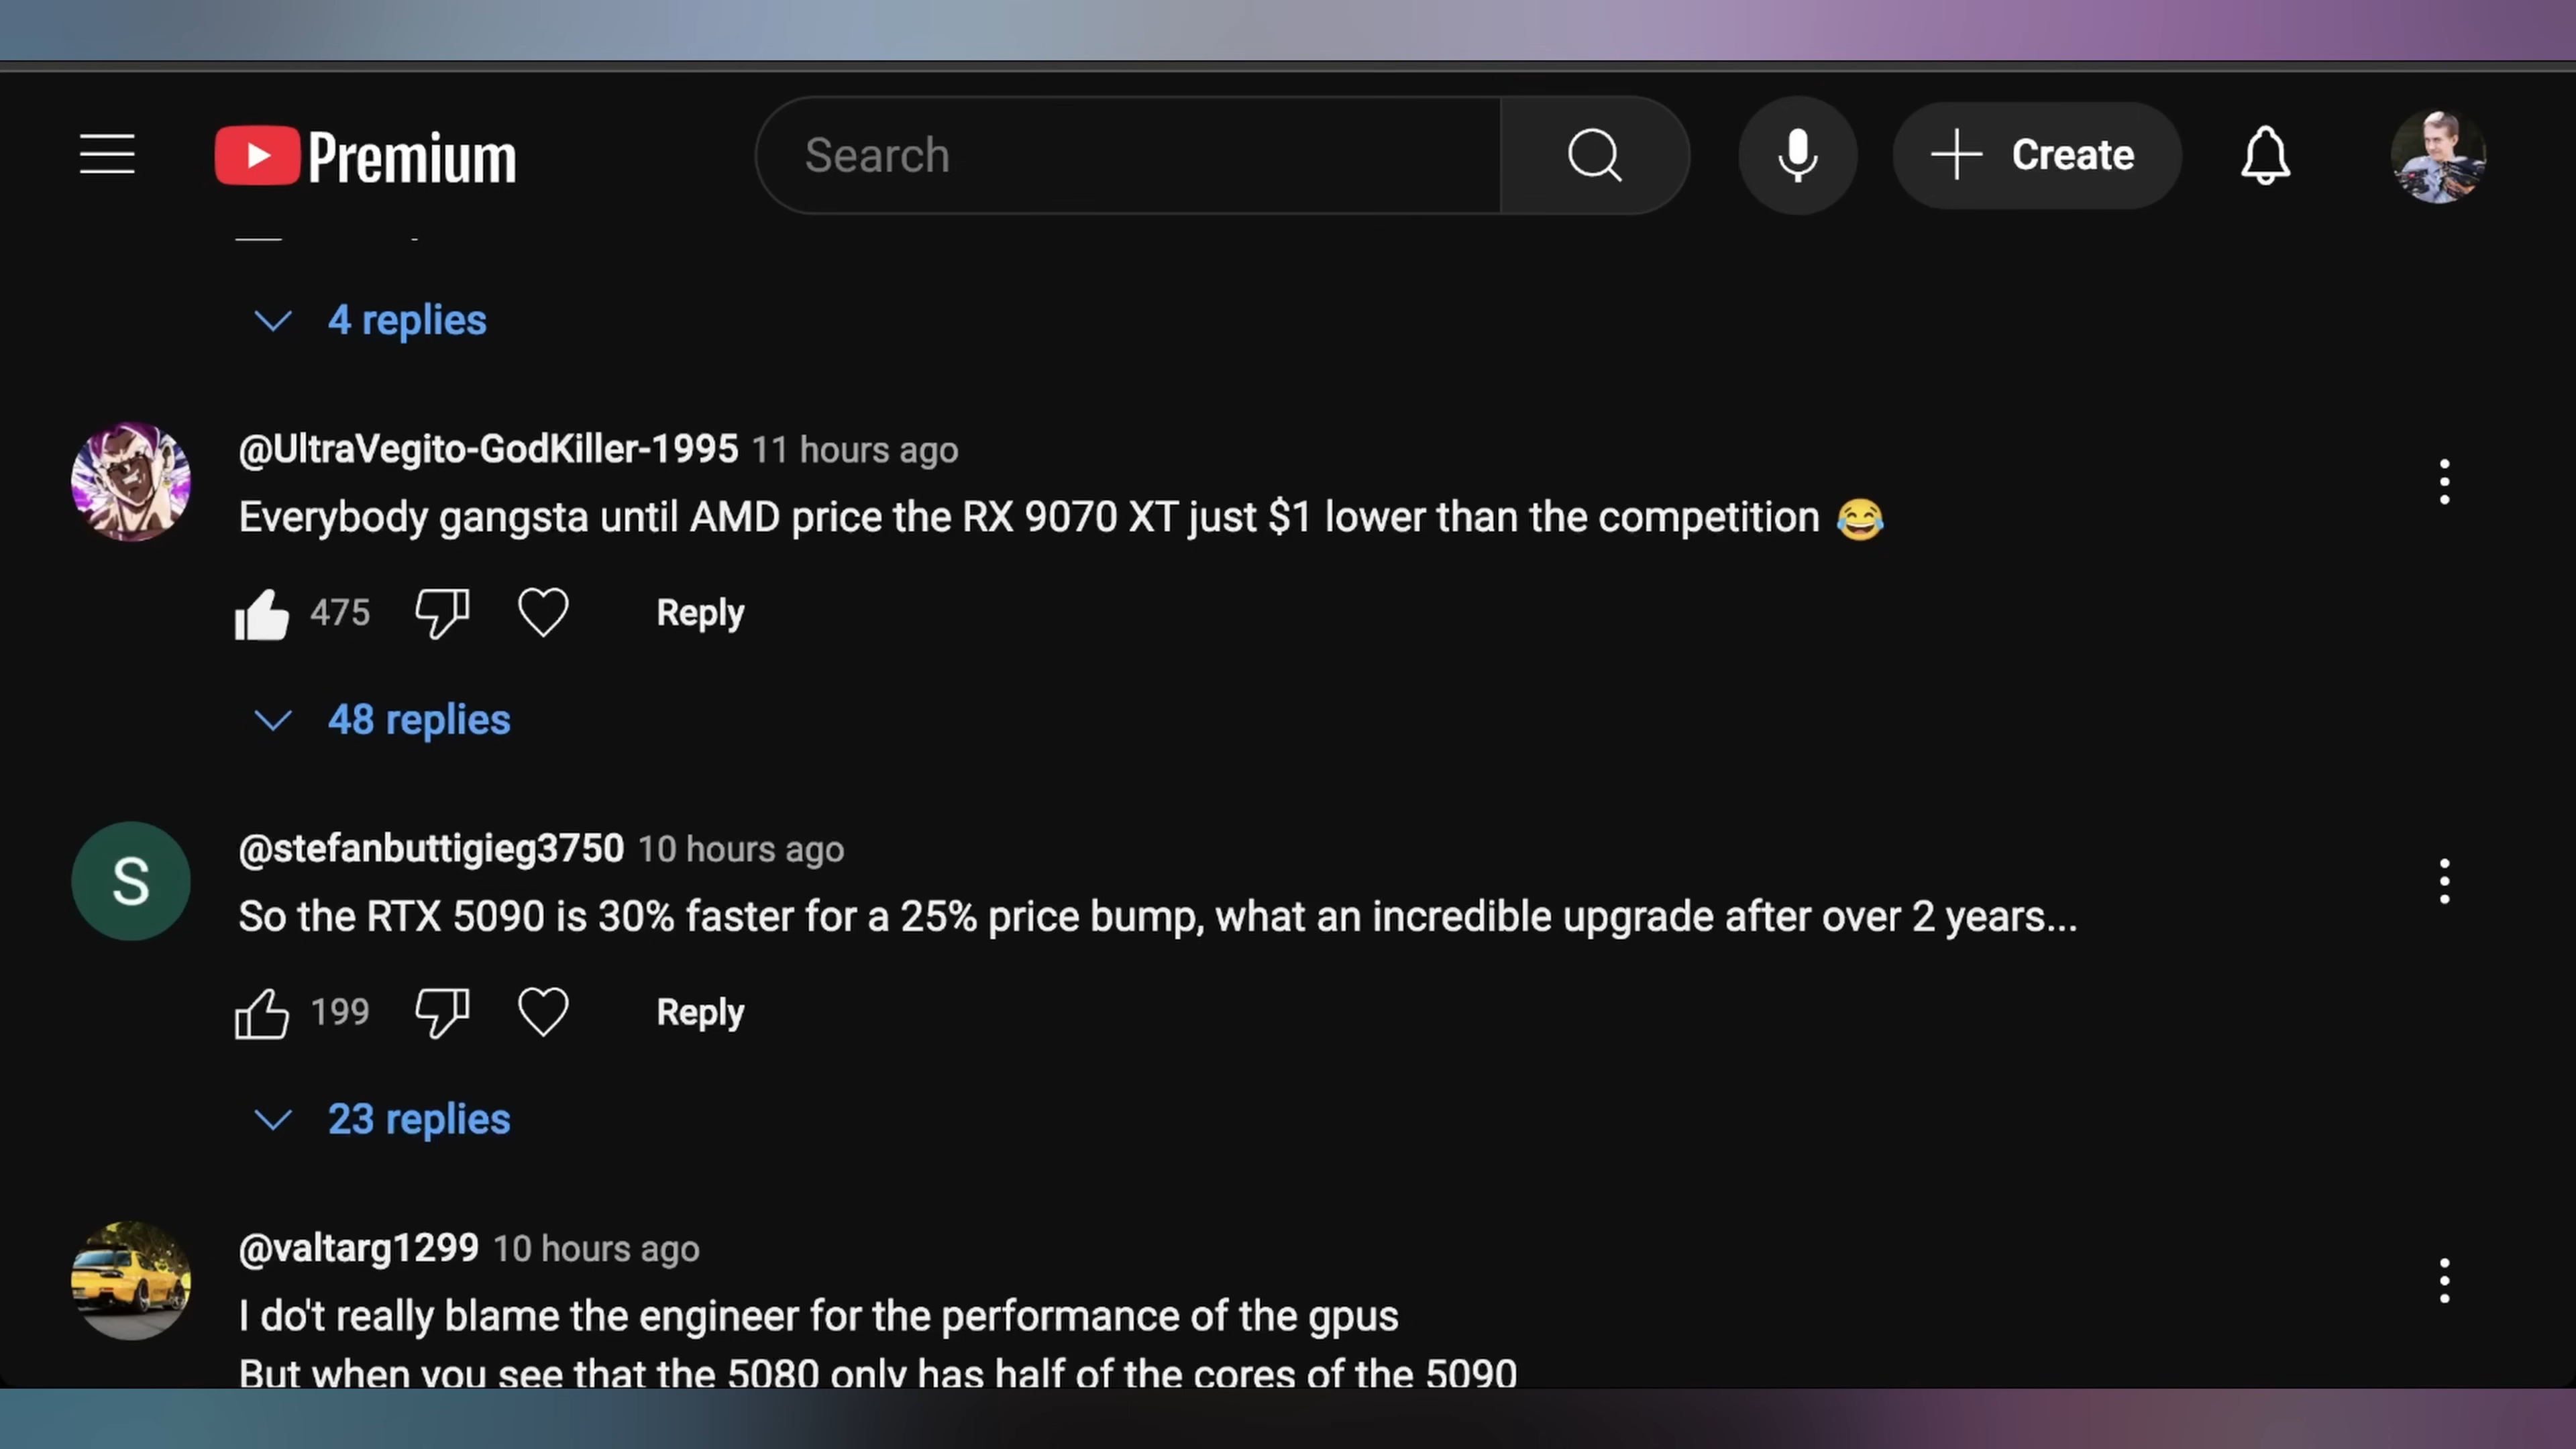 Premium
Search
Create
4 replies
@UltraVegito-GodKiller-1995 11 hours ago
Everybody gangsta until AMD price the RX 9070 XT just $1 lower than the competition 😂
475
Reply
48 replies
S
@stefanbuttigieg3750 10 hours ago
So the RTX 5090 is 30% faster for a 25% price bump, what an incredible upgrade after over 2 years...
199
Reply
23 replies
@valtarg1299 10 hours ago
I do't really blame the engineer for the performance of the gpus
But when you see that the 5080 only has half of the cores of the 5090